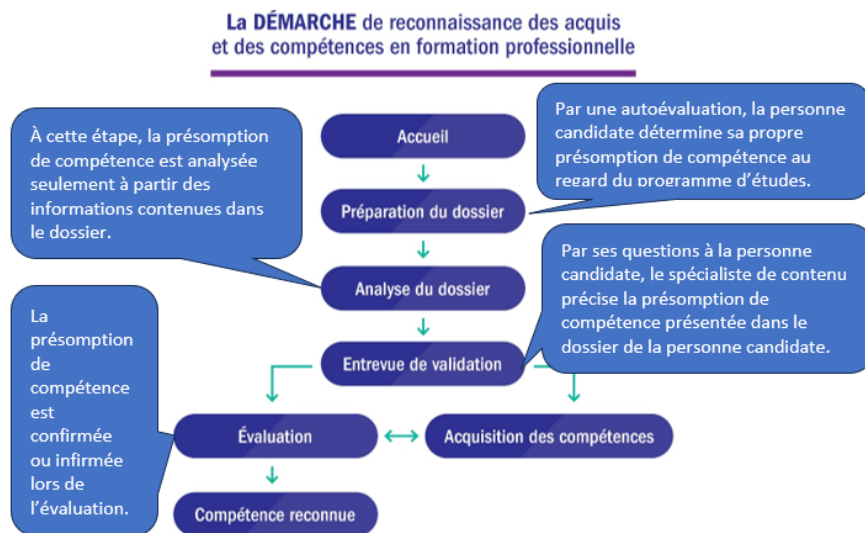 La DÉMARCHE de reconnaissance des acquis
et des compétences en formation professionnelle
À cette étape, la présomption
de compétence est analysée
seulement à partir des
informations contenues dans
le dossier.
Accueil
Par une autoévaluation, la personne
candidate détermine sa propre
présomption de compétence au
regard du programme d’études.
Préparation du dossier
Analyse du dossier
Par ses questions à la personne
candidate, le spécialiste de contenu
précise la présomption de
compétence présentée dans le
dossier de la personne candidate.
Entrevue de validation
La
présomption
de
compétence
est
confirmée
ou infirmée
lors de
l’évaluation.
Évaluation
Acquisition des compétences
Compétence reconnue